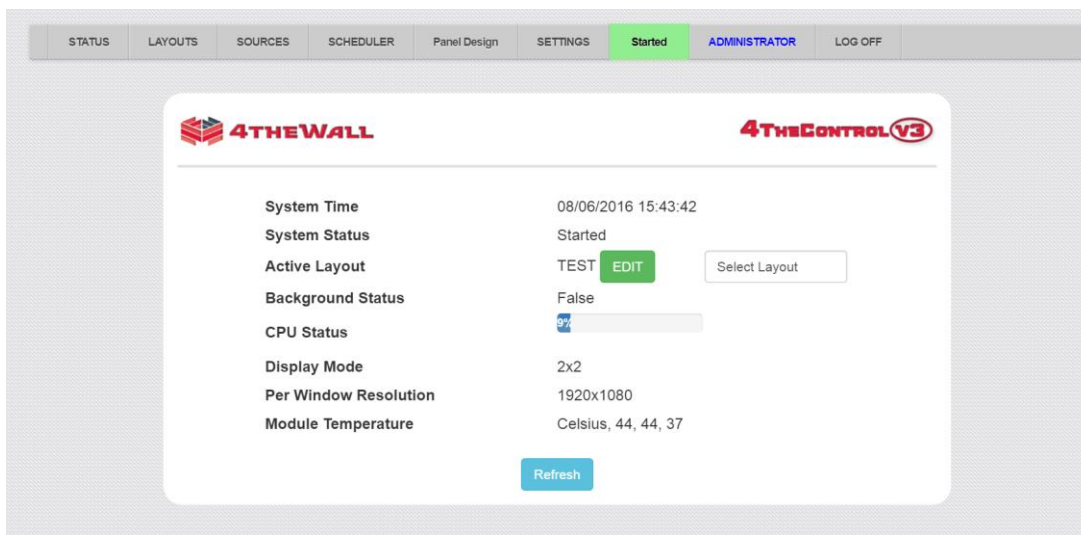 STATUS LAYOUTS SOURCES SCHEDULER Panel Design SETTINGS Started ADMINISTRATOR LOG OFF
4THEWALL 4THECONTROL V3
System Time 08/06/2016 15:43:42
System Status Started
Active Layout TEST EDIT Select Layout
Background Status False
CPU Status 9%
Display Mode 2x2
Per Window Resolution 1920x1080
Module Temperature Celsius, 44, 44, 37
Refresh